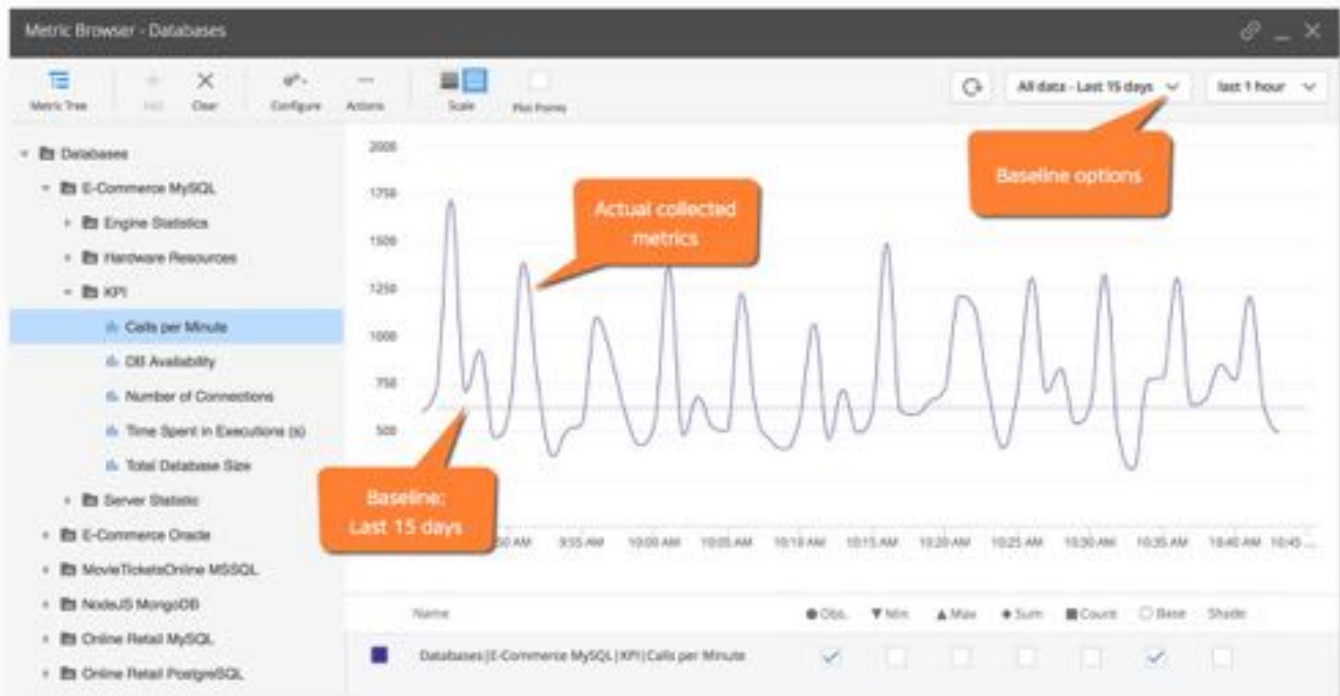 Metric Browser - Databases
Metric Tree
Add
Clear
Configure
Actions
Scale
Plot Points
All data - Last 15 days
last 1 hour
Baseline options
Databases
E-Commerce MySQL
Engine Statistics
Hardware Resources
KPI
Calls per Minute
DB Availability
Number of Connections
Time Spent in Executions (s)
Total Database Size
Server Statistic
E-Commerce Oracle
MovieTicketsOnline MSSQL
NodeJS MongoDB
Online Retail MySQL
Online Retail PostgreSQL
2000
1750
1500
1250
1000
750
500
Actual collected
metrics
Baseline:
Last 15 days
9:55 AM 10:00 AM 10:05 AM 10:10 AM 10:15 AM 10:20 AM 10:25 AM 10:30 AM 10:35 AM 10:40 AM 10:45 ...
Name Obs. Min Max Sum Count Base Shade
Databases|E-Commerce MySQL|KPI|Calls per Minute